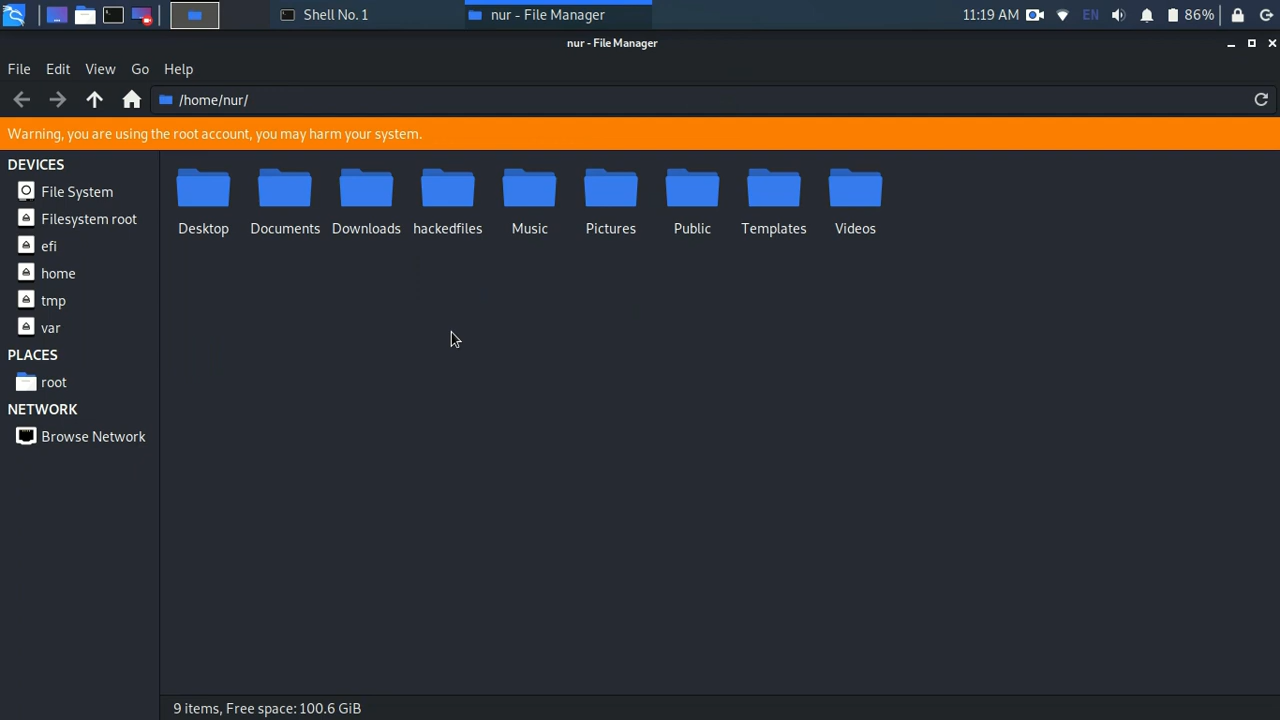 Shell No. 1
nur - File Manager
11:19 AM
EN
86%
nur - File Manager
File Edit View Go Help
/home/nur/
Warning, you are using the root account, you may harm your system.
DEVICES
File System
Filesystem root
efi
home
tmp
var
PLACES
root
NETWORK
Browse Network
Desktop Documents Downloads hackedfiles Music Pictures Public Templates Videos
9 items, Free space: 100.6 GiB